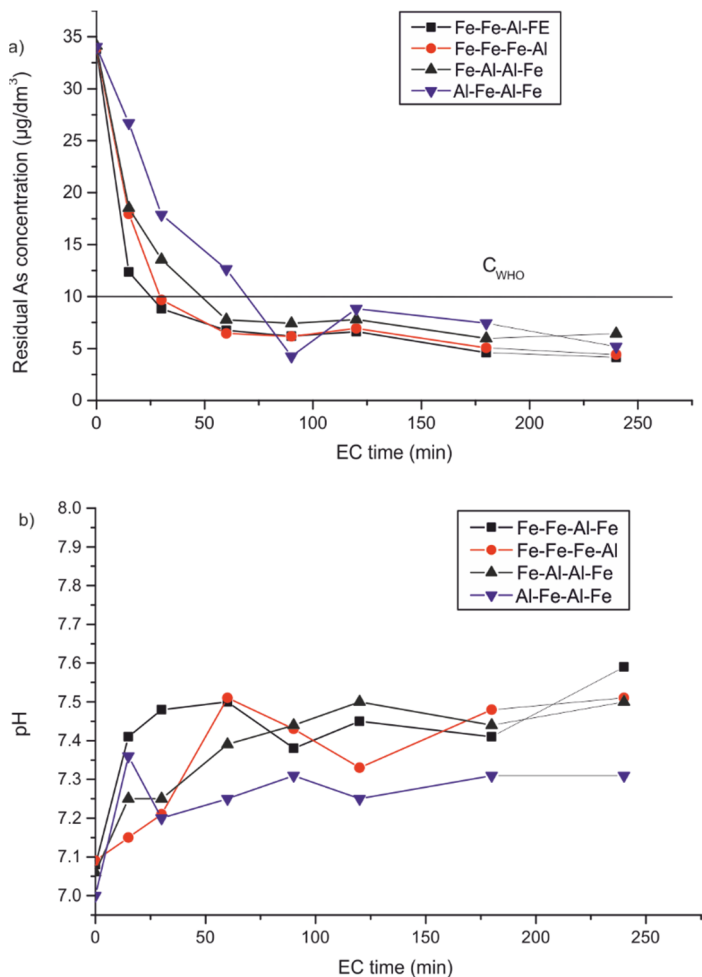 a)
Residual As concentration (µg/dm³)
35
30
25
20
15
10
5
0
Fe-Fe-Al-FE
Fe-Fe-Fe-Al
Fe-Al-Al-Fe
Al-Fe-Al-Fe
C_WHO
0 50 100 150 200 250
EC time (min)
b)
pH
8.0
7.9
7.8
7.7
7.6
7.5
7.4
7.3
7.2
7.1
7.0
Fe-Fe-Al-Fe
Fe-Fe-Fe-Al
Fe-Al-Al-Fe
Al-Fe-Al-Fe
0 50 100 150 200 250
EC time (min)